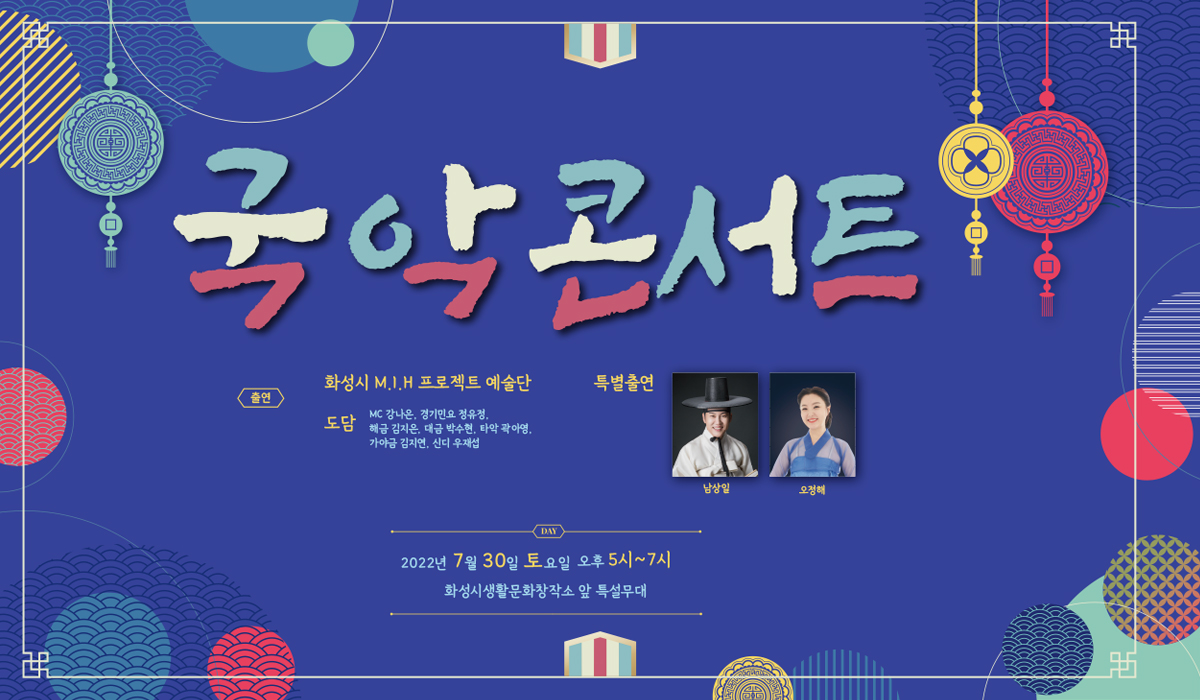 국악콘서트
출연
화성시 M.I.H 프로젝트 예술단
도담
MC 강나은, 경기민요 정유정,
해금 김지은, 대금 박수현, 타악 곽아영,
가야금 김지연, 신디 우재섭
특별출연
남상일
오정해
DAY
2022년 7월 30일 토요일 오후 5시~7시
화성시생활문화창작소 앞 특설무대